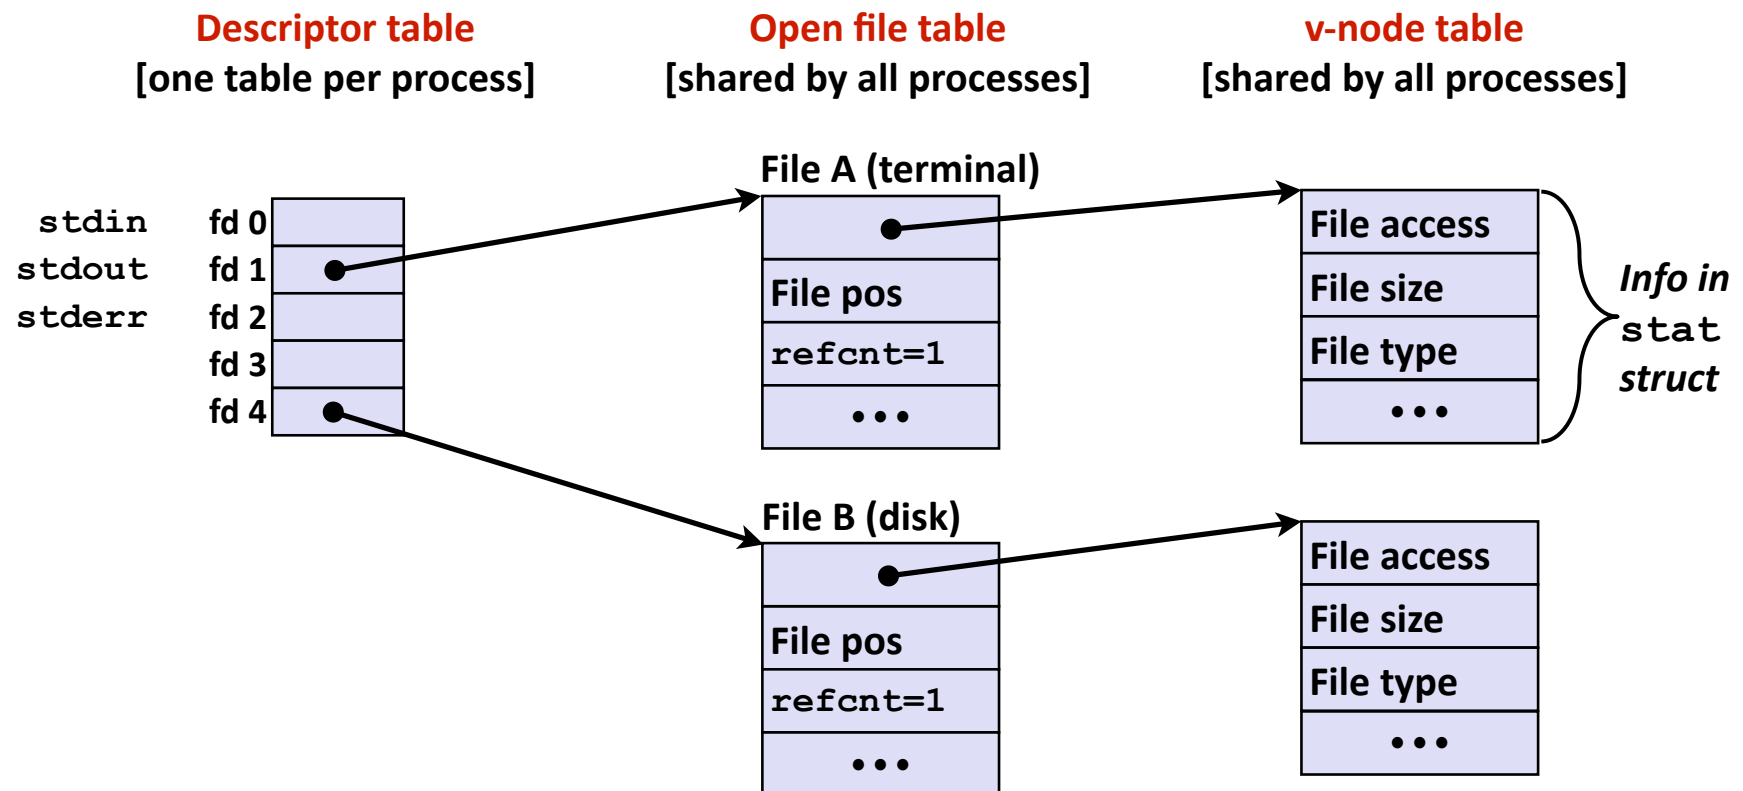 Descriptor table
[one table per process]
Open file table
[shared by all processes]
v-node table
[shared by all processes]
stdin fd 0
stdout fd 1
stderr fd 2
fd 3
fd 4
File A (terminal)
File pos
refcnt=1
•••
File access
File size
File type
•••
Info in
stat
struct
File B (disk)
File pos
refcnt=1
•••
File access
File size
File type
•••